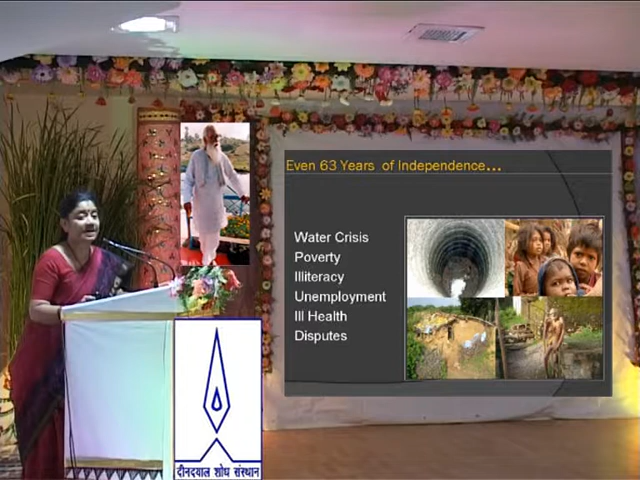 Even 63 Years of Independence...
Water Crisis
Poverty
Illiteracy
Unemployment
Ill Health
Disputes
दीनदयाल शोध संस्थान